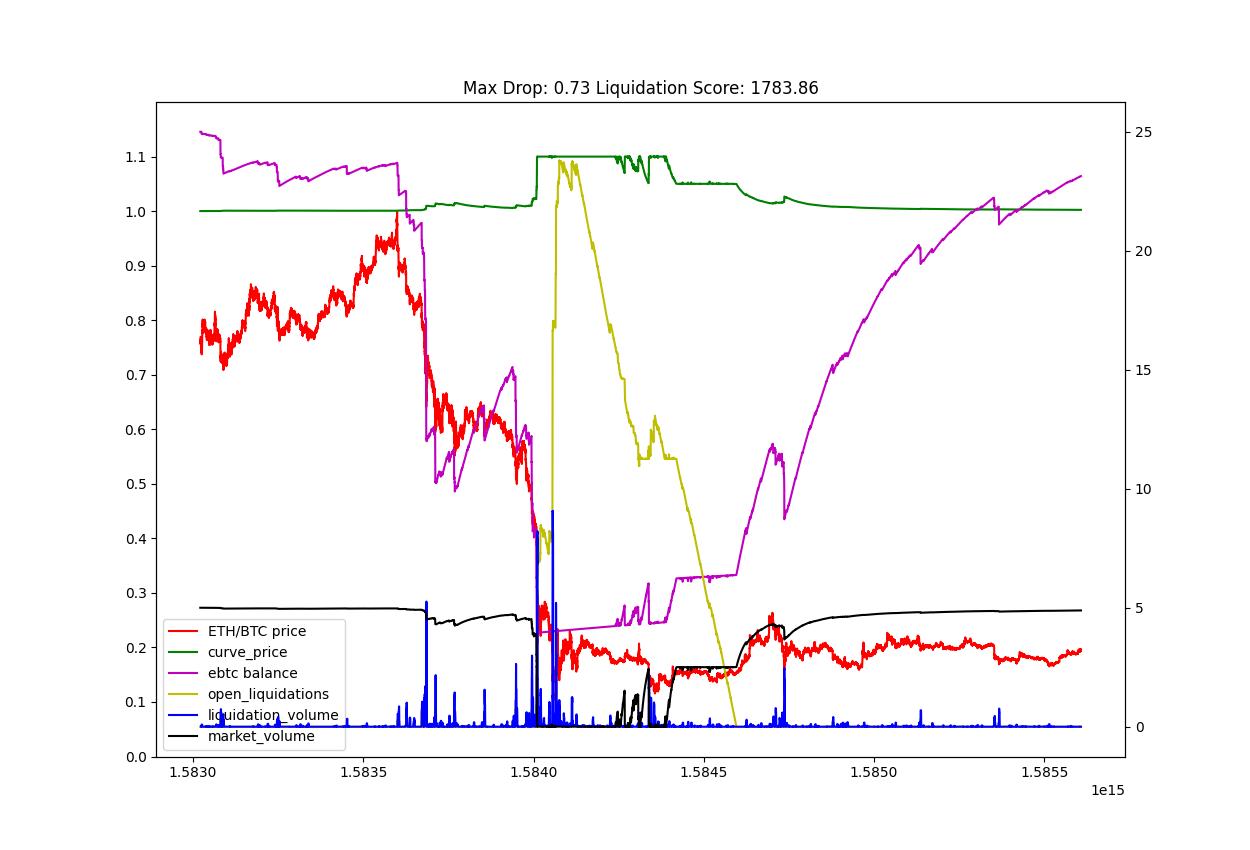 Max Drop: 0.73 Liquidation Score: 1783.86
1.1
1.0
0.9
0.8
0.7
0.6
0.5
0.4
0.3
0.2
0.1
0.0
25
20
15
10
5
0
ETH/BTC price
curve_price
ebtc balance
open_liquidations
liquidation_volume
market_volume
1.5830 1.5835 1.5840 1.5845 1.5850 1.5855
1e15